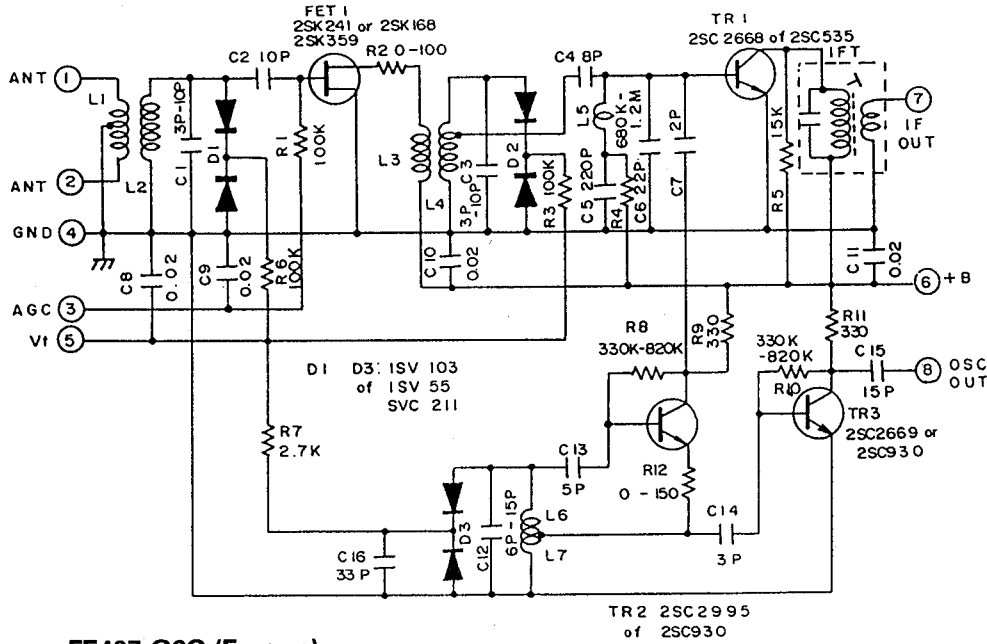 FET 1
2SK241 or 2SK168
2SK359
TR 1
2SC 2668 of 2SC535
ANT 1
L1
L2
3P-10P
C1
D1
C2 10P
R1
100K
R2 0-100
L3
L4
C3
3P
-10P
D2
R3 100K
C4 8P
L5
680K-
1.2M
C5 220P
R4
C6 22P
2P
C7
15K
R5
1FT
7
IF
OUT
ANT 2
GND 4
C8
0.02
C9
0.02
R6
100K
C10
0.02
C11
0.02
6 +B
AGC 3
Vt 5
D1 D3: ISV 103
of ISV 55
SVC 211
R8
330K-820K
R9
330
330K
-820K
R10
R11
330
C15
15P
8 OSC
OUT
TR3
2SC2669 or
2SC930
R7
2.7K
C13
5P
R12
0-150
C14
3P
C16
33P
D3
C12
6P-15P
L6
L7
TR2 2SC2995
of 2SC930